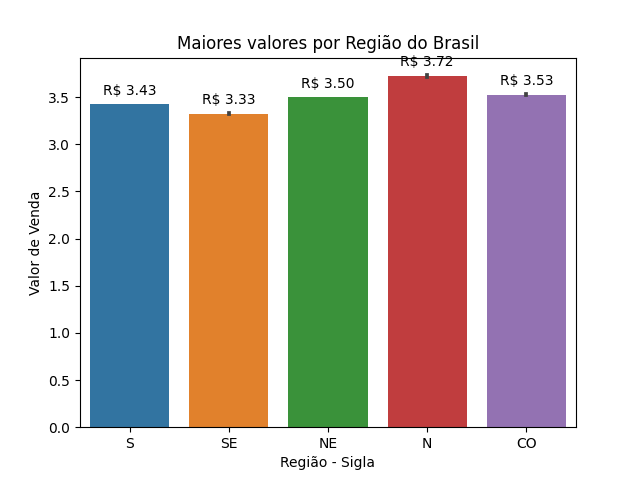 Maiores valores por Região do Brasil
R$ 3.43
R$ 3.33
R$ 3.50
R$ 3.72
R$ 3.53
Valor de Venda
3.5
3.0
2.5
2.0
1.5
1.0
0.5
0.0
S
SE
NE
N
CO
Região - Sigla